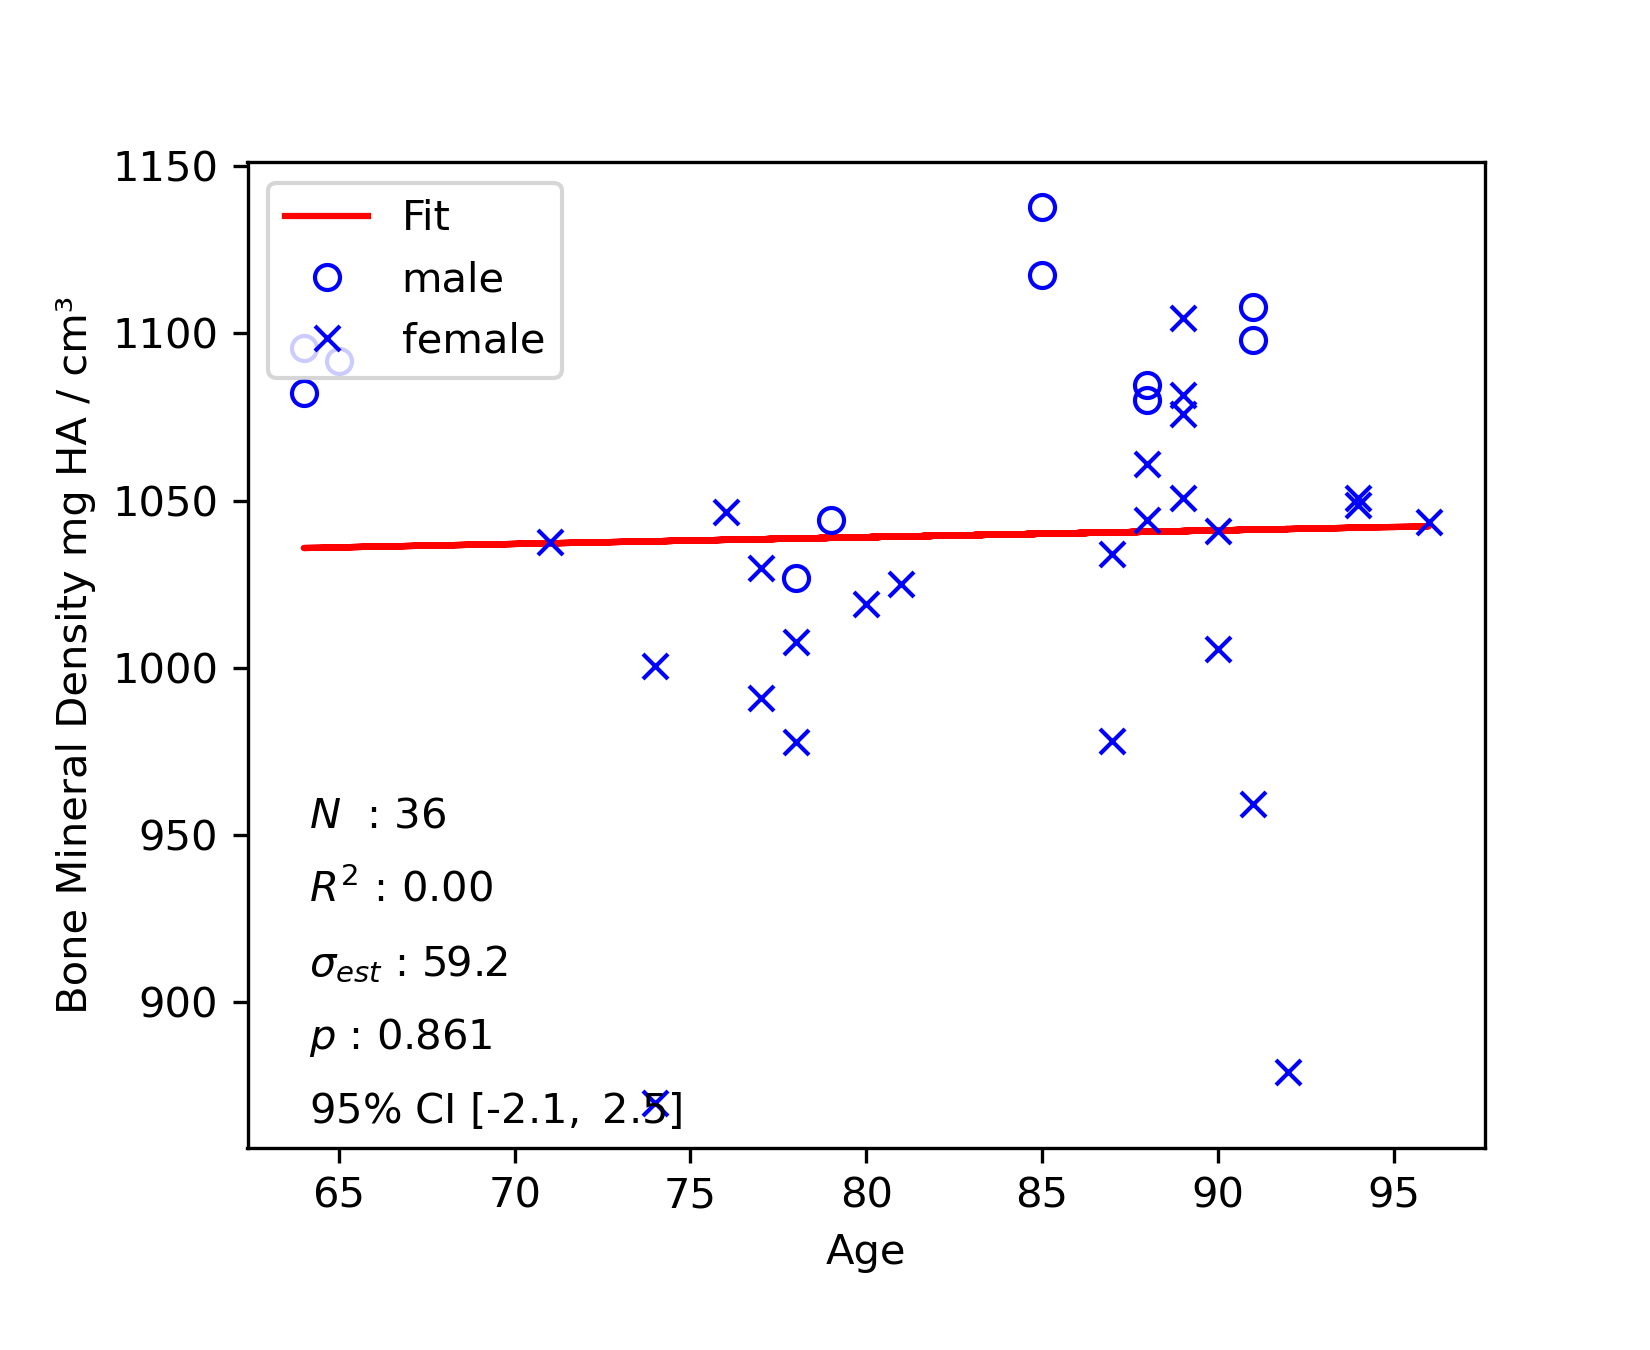 1150
1100
1050
1000
950
900
Bone Mineral Density mg HA / cm³
Fit
male
female
N : 36
R² : 0.00
σ_est : 59.2
p : 0.861
95% CI [-2.1, 2.5]
65 70 75 80 85 90 95
Age